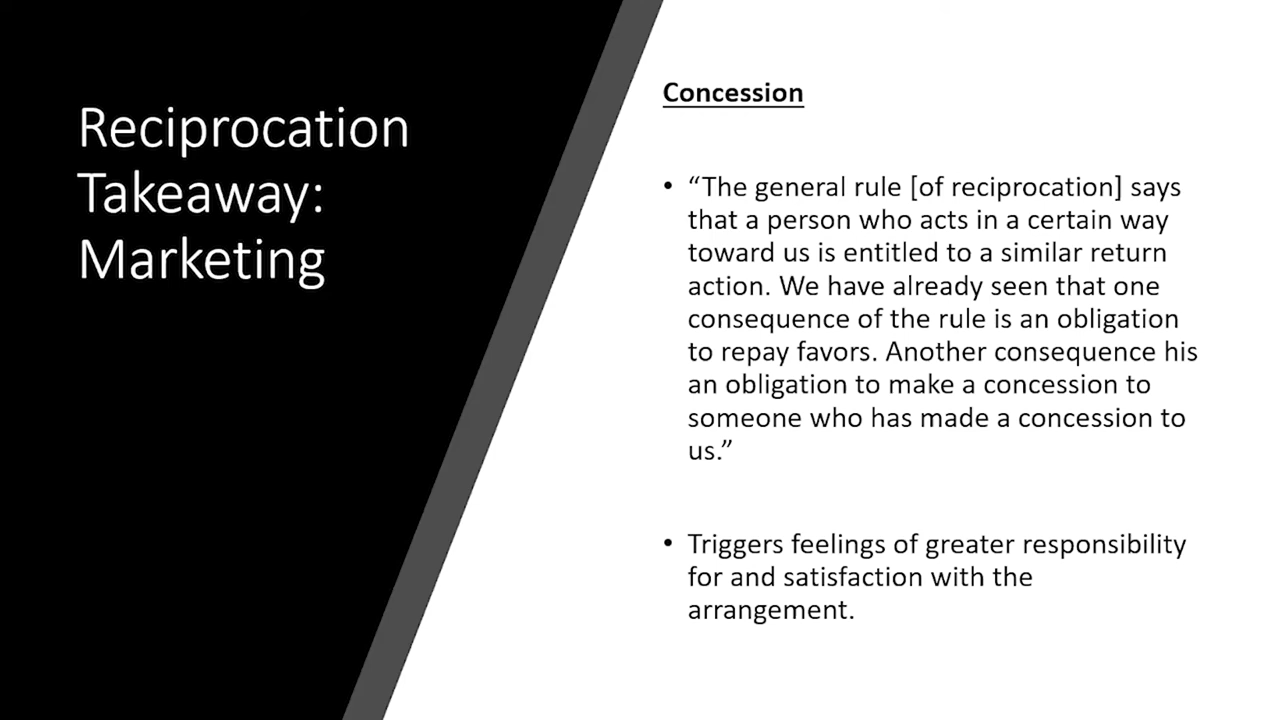 Reciprocation
Takeaway:
Marketing
Concession
• “The general rule [of reciprocation] says
that a person who acts in a certain way
toward us is entitled to a similar return
action. We have already seen that one
consequence of the rule is an obligation
to repay favors. Another consequence his
an obligation to make a concession to
someone who has made a concession to
us.”
• Triggers feelings of greater responsibility
for and satisfaction with the
arrangement.